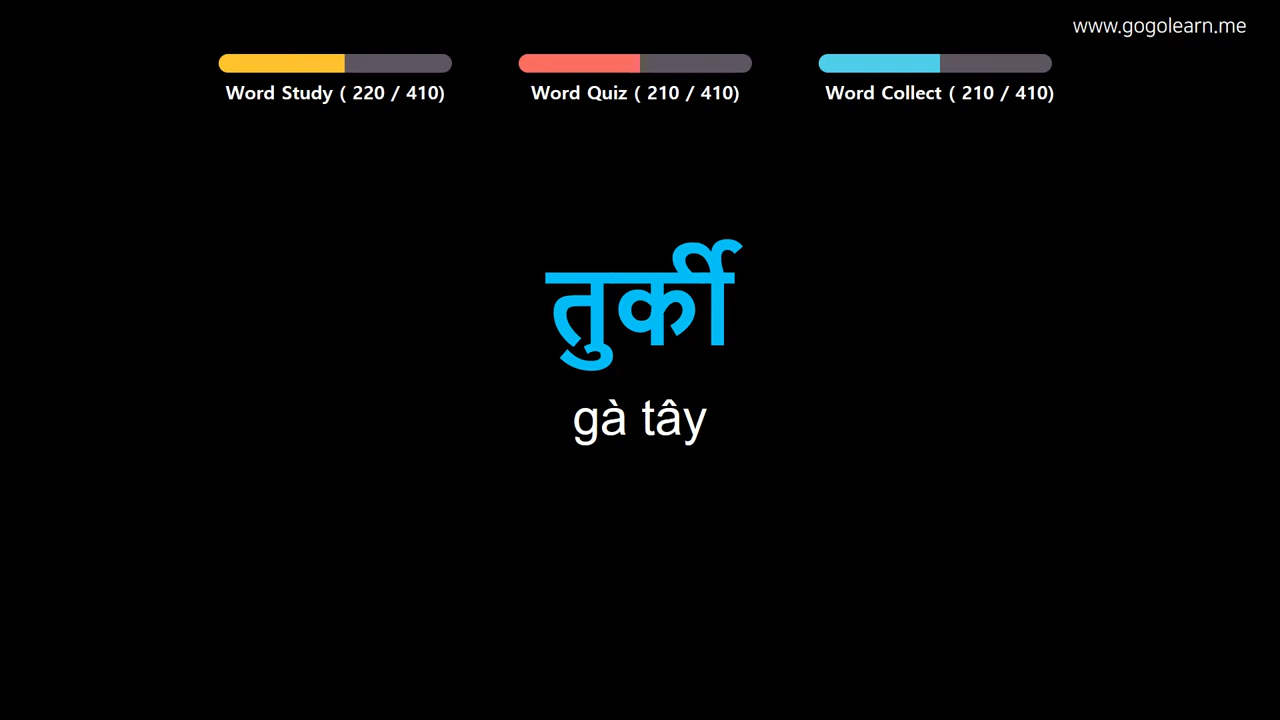 www.gogolearn.me
Word Study ( 220 / 410)
Word Quiz ( 210 / 410)
Word Collect ( 210 / 410)
तुर्की
gà tây